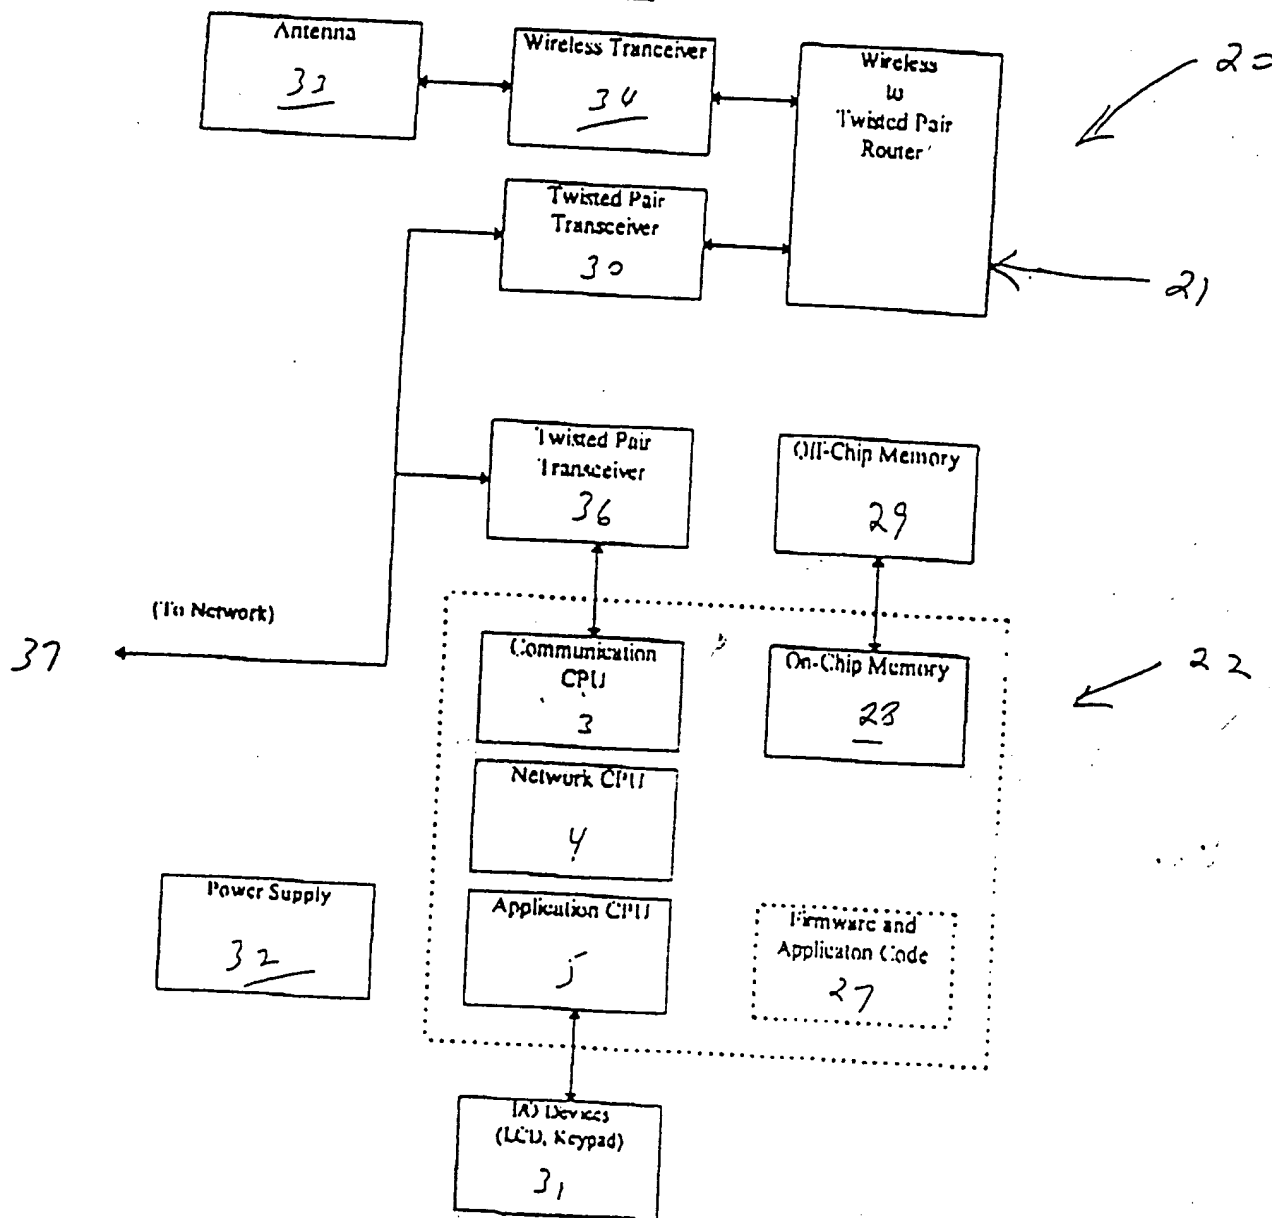 Antenna
33
Wireless Tranceiver
34
Wireless
to
Twisted Pair
Router
20
21
Twisted Pair
Transceiver
30
Twisted Pair
Transceiver
36
Off-Chip Memory
29
(To Network)
37
Communication
CPU
3
On-Chip Memory
28
22
Network CPU
4
Power Supply
32
Application CPU
5
Firmware and
Applicaton Code
27
I/O Devices
(LCD, Keypad)
31